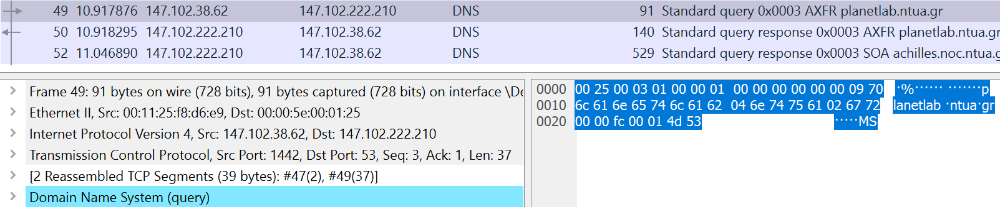 49 10.917876 147.102.38.62 147.102.222.210 DNS 91 Standard query 0x0003 AXFR planetlab.ntua.gr
50 10.918295 147.102.222.210 147.102.38.62 DNS 140 Standard query response 0x0003 AXFR planetlab.ntua.gr
52 11.046890 147.102.222.210 147.102.38.62 DNS 529 Standard query response 0x0003 SOA achilles.noc.ntua.g
Frame 49: 91 bytes on wire (728 bits), 91 bytes captured (728 bits) on interface \De
Ethernet II, Src: 00:11:25:f8:d6:e9, Dst: 00:00:5e:00:01:25
Internet Protocol Version 4, Src: 147.102.38.62, Dst: 147.102.222.210
Transmission Control Protocol, Src Port: 1442, Dst Port: 53, Seq: 3, Ack: 1, Len: 37
[2 Reassembled TCP Segments (39 bytes): #47(2), #49(37)]
Domain Name System (query)
0000 00 25 00 03 01 00 00 01 00 00 00 00 00 00 09 70 ·%······ ·······p
0010 6c 61 6e 65 74 6c 61 62 04 6e 74 75 61 02 67 72 lanetlab ·ntua·gr
0020 00 00 fc 00 01 4d 53 ·····MS